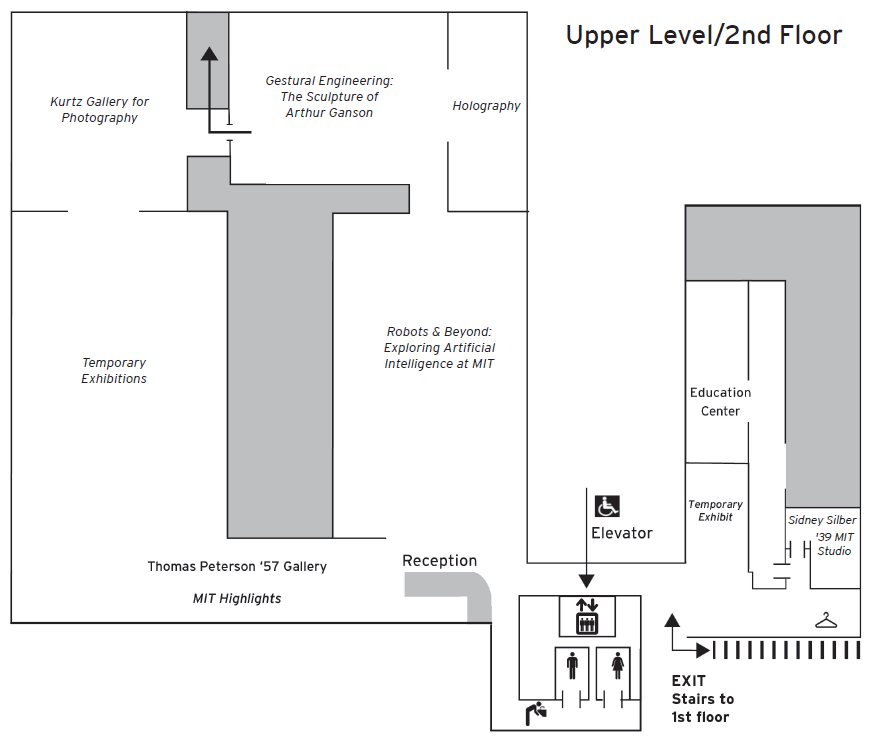 Upper Level/2nd Floor
Kurtz Gallery for
Photography
Gestural Engineering:
The Sculpture of
Arthur Ganson
Holography
Temporary
Exhibitions
Robots & Beyond:
Exploring Artificial
Intelligence at MIT
Education
Center
Temporary
Exhibit
Sidney Silber
'39 MIT
Studio
Elevator
Reception
Thomas Peterson '57 Gallery
MIT Highlights
EXIT
Stairs to
1st floor